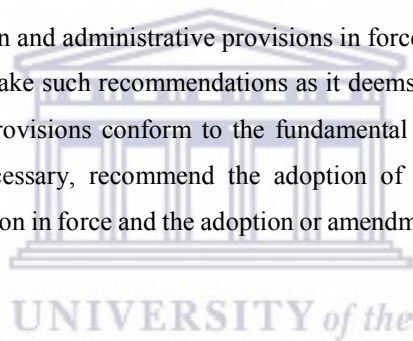 n and administrative provisions in force
ake such recommendations as it deems
rovisions conform to the fundamental
cessary, recommend the adoption of
on in force and the adoption or amendm
UNIVERSITY of the